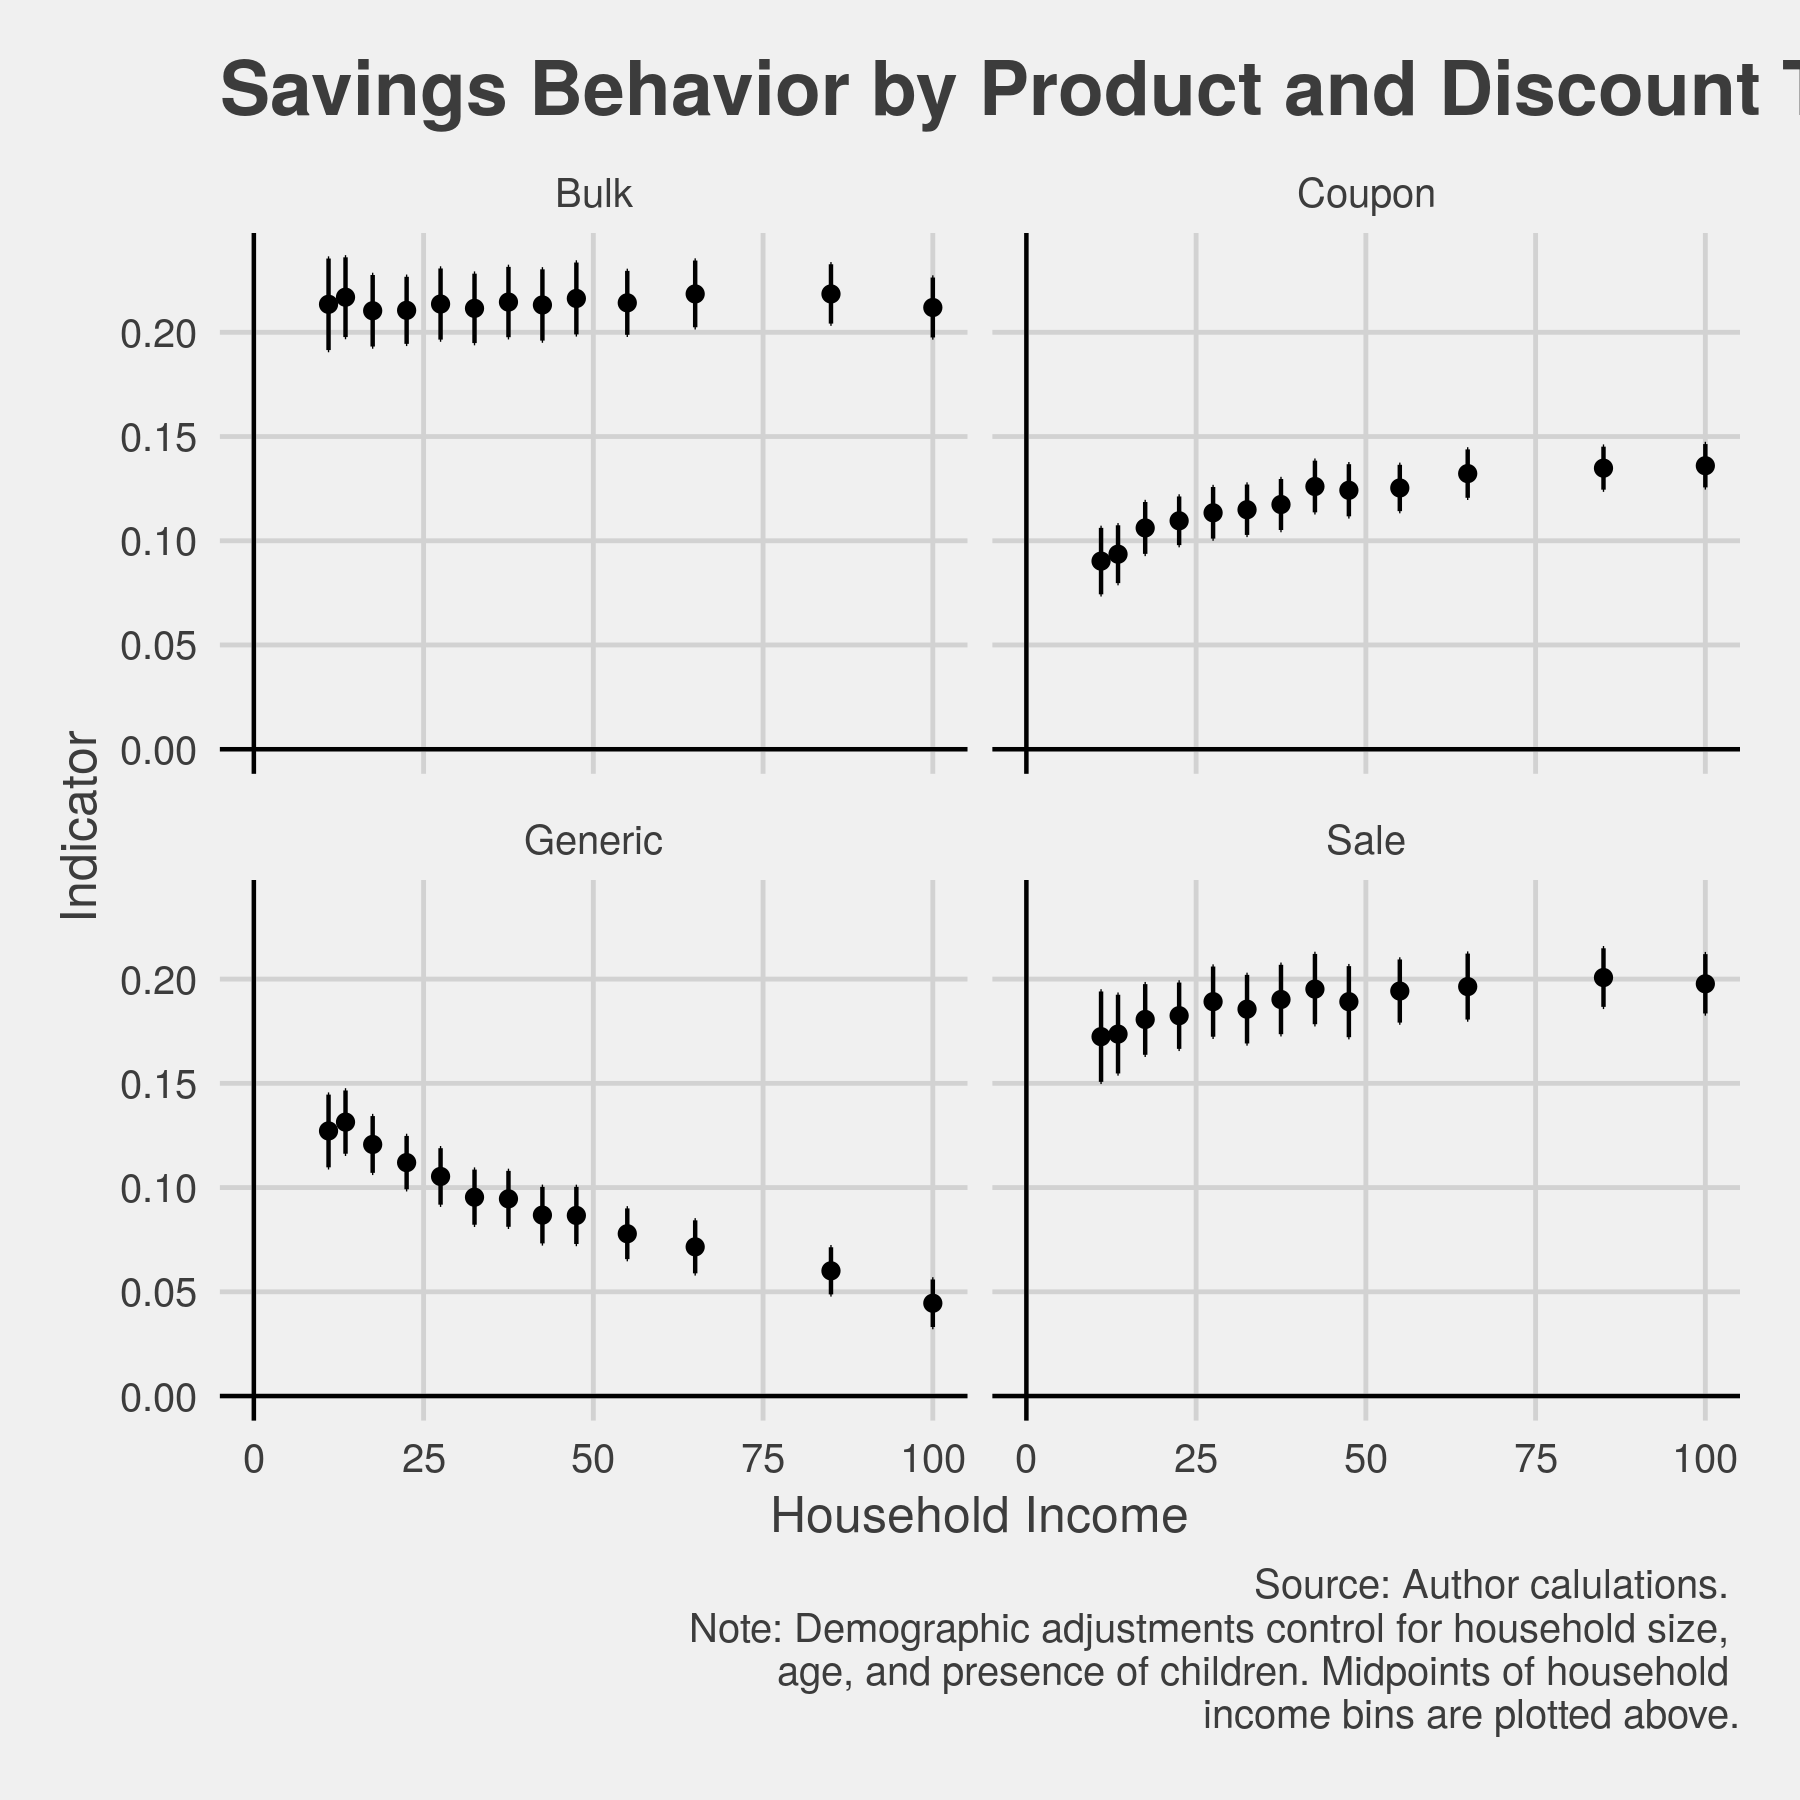 Savings Behavior by Product and Discount T
Bulk
Coupon
0.20
0.15
0.10
0.05
0.00
Generic
Sale
0.20
0.15
0.10
0.05
0.00
Indicator
0 25 50 75 100 0 25 50 75 100
Household Income
Source: Author calulations.
Note: Demographic adjustments control for household size,
age, and presence of children. Midpoints of household
income bins are plotted above.